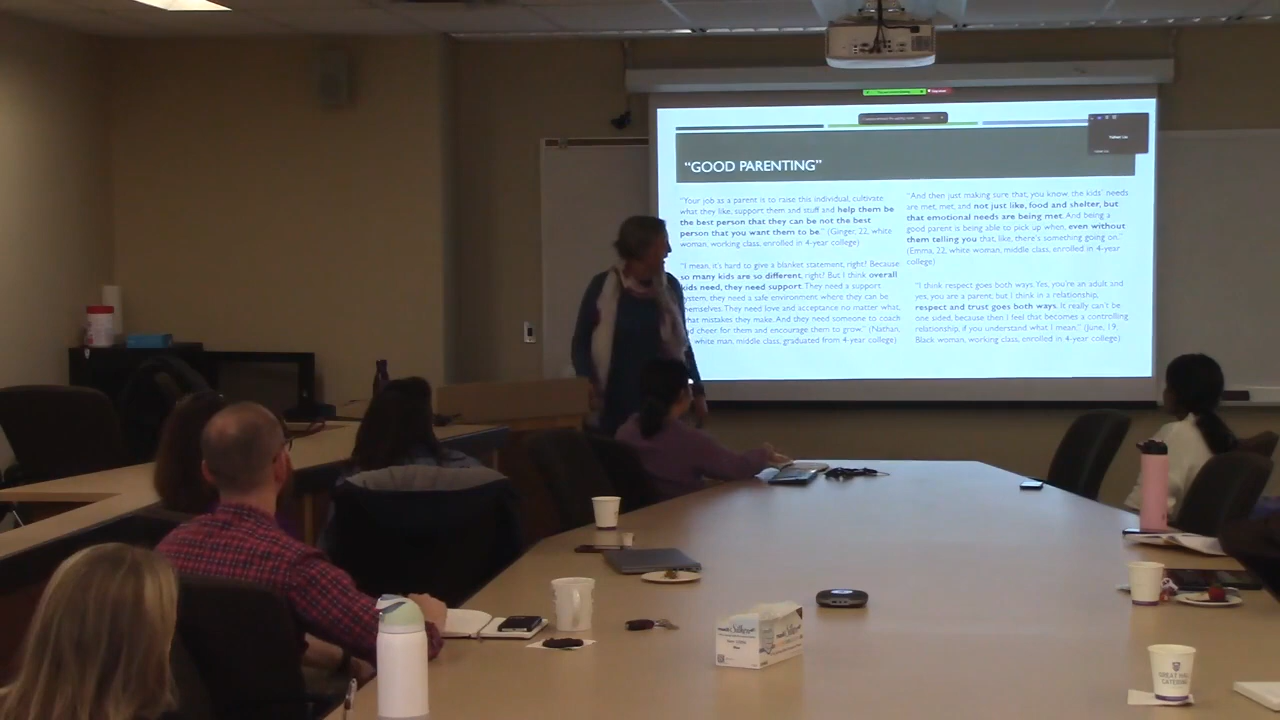 "GOOD PARENTING"
"Your job as a parent is to raise this individual, cultivate
what they like, support them and stuff and help them be
the best person that they can be not the best
person that you want them to be." (Ginger, 22, white
woman, working class, enrolled in 4-year college)
"I mean, it's hard to give a blanket statement, right? Because
so many kids are so different, right? But I think overall
kids need, they need support. They need a support
system, they need a safe environment where they can be
themselves. They need love and acceptance no matter what,
what mistakes they make. And they need someone to coach
and cheer for them and encourage them to grow." (Nathan,
white man, middle class, graduated from 4-year college)
"And then just making sure that, you know, the kids' needs
are met, met, and not just like, food and shelter, but
that emotional needs are being met. And being a
good parent is being able to pick up when, even without
them telling you that, like, there's something going on."
(Emma, 22, white woman, middle class, enrolled in 4-year
college)
"I think respect goes both ways. Yes, you're an adult and
yes, you are a parent, but I think in a relationship,
respect and trust goes both ways. It really can't be
one sided, because then I feel that becomes a controlling
relationship, if you understand what I mean." (June, 19,
Black woman, working class, enrolled in 4-year college)
GREAT HALL
CATERING